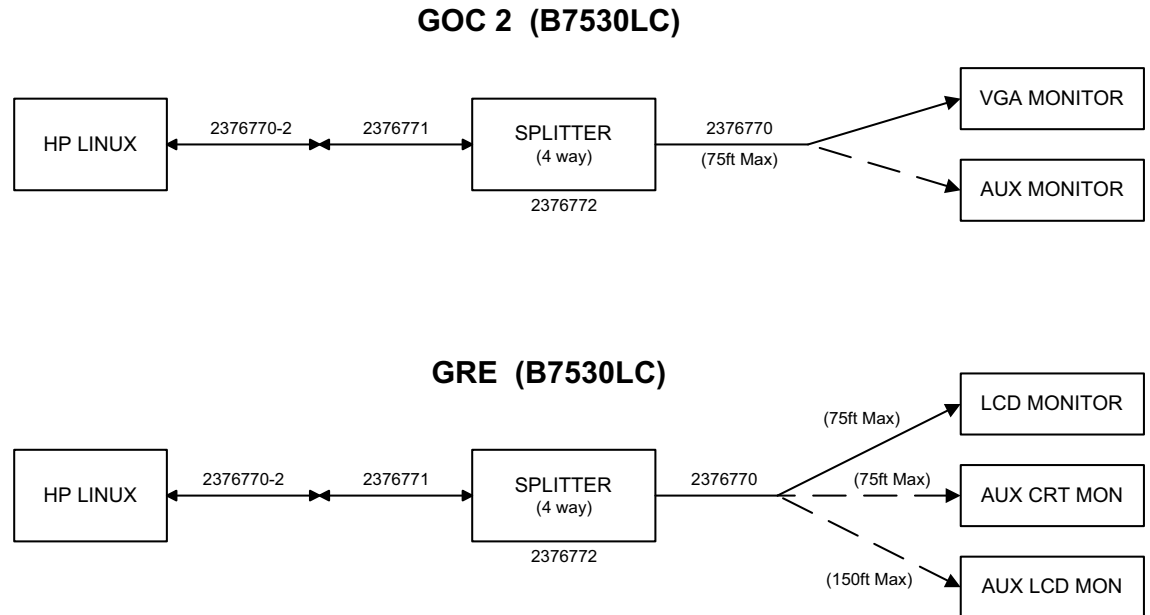 GOC 2  (B7530LC)
HP LINUX
2376770-2
2376771
SPLITTER
(4 way)
2376772
2376770
(75ft Max)
VGA MONITOR
AUX MONITOR
GRE  (B7530LC)
HP LINUX
2376770-2
2376771
SPLITTER
(4 way)
2376772
2376770
(75ft Max)
LCD MONITOR
(75ft Max)
AUX CRT MON
(150ft Max)
AUX LCD MON